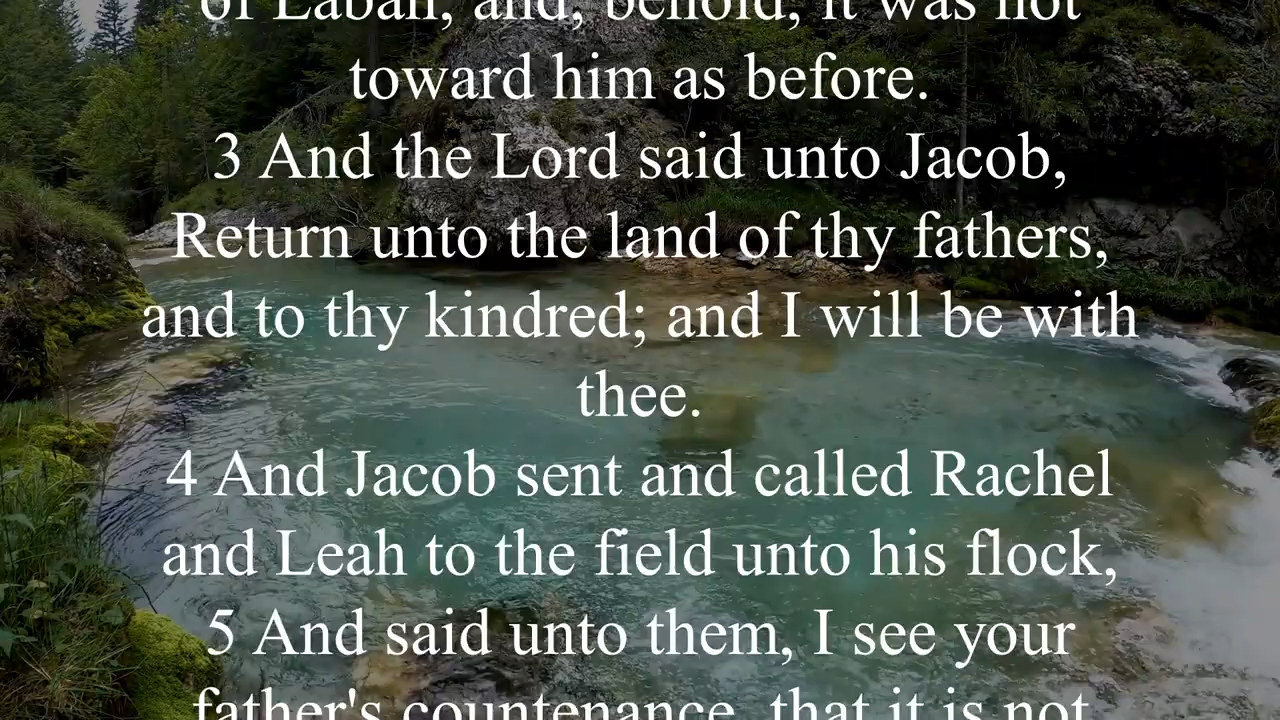 of Laban, and, behold, it was not
toward him as before.
3 And the Lord said unto Jacob,
Return unto the land of thy fathers,
and to thy kindred; and I will be with
thee.
4 And Jacob sent and called Rachel
and Leah to the field unto his flock,
5 And said unto them, I see your
father's countenance, that it is not